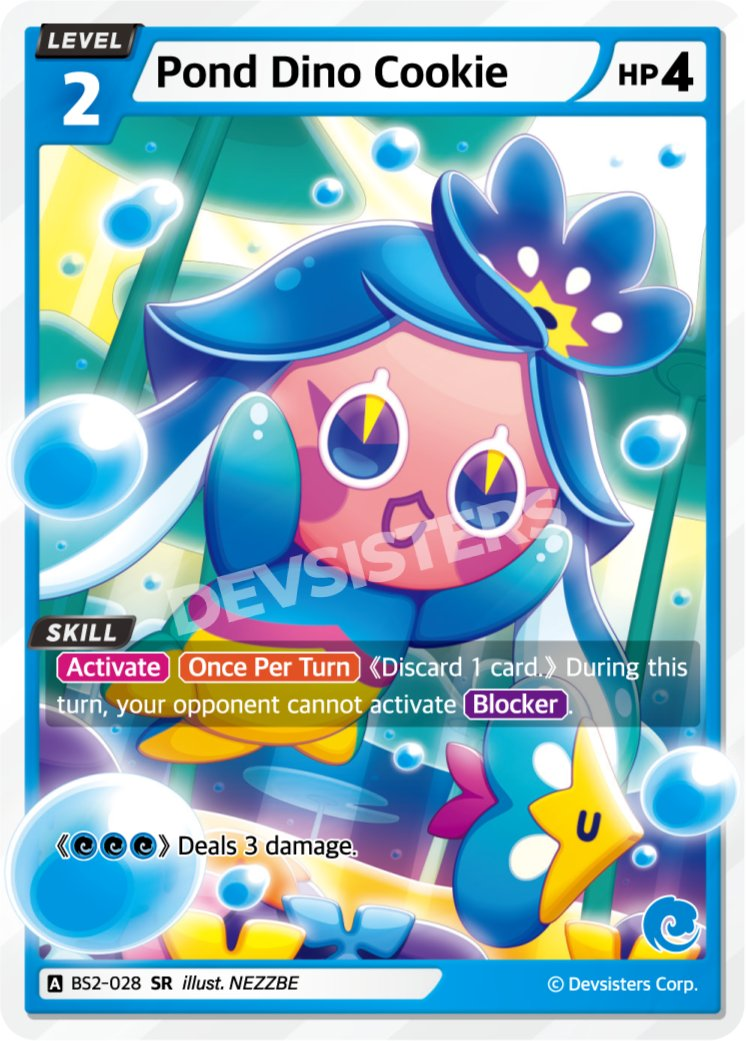 LEVEL
2
Pond Dino Cookie
HP4
DEVSISTERS
SKILL
Activate Once Per Turn 《Discard 1 card.》 During this
turn, your opponent cannot activate Blocker.
U
《》 Deals 3 damage.
A BS2-028 SR illust. NEZZBE
© Devsisters Corp.